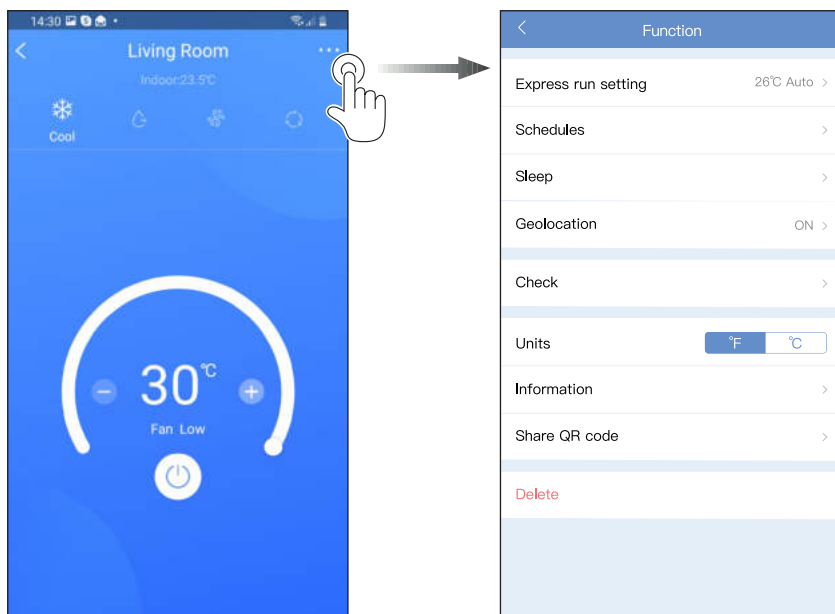 14:30
Living Room
Indoor:23.5℃
Cool
30℃
Fan Low
Function
Express run setting 26℃ Auto
Schedules
Sleep
Geolocation ON
Check
Units °F ℃
Information
Share QR code
Delete